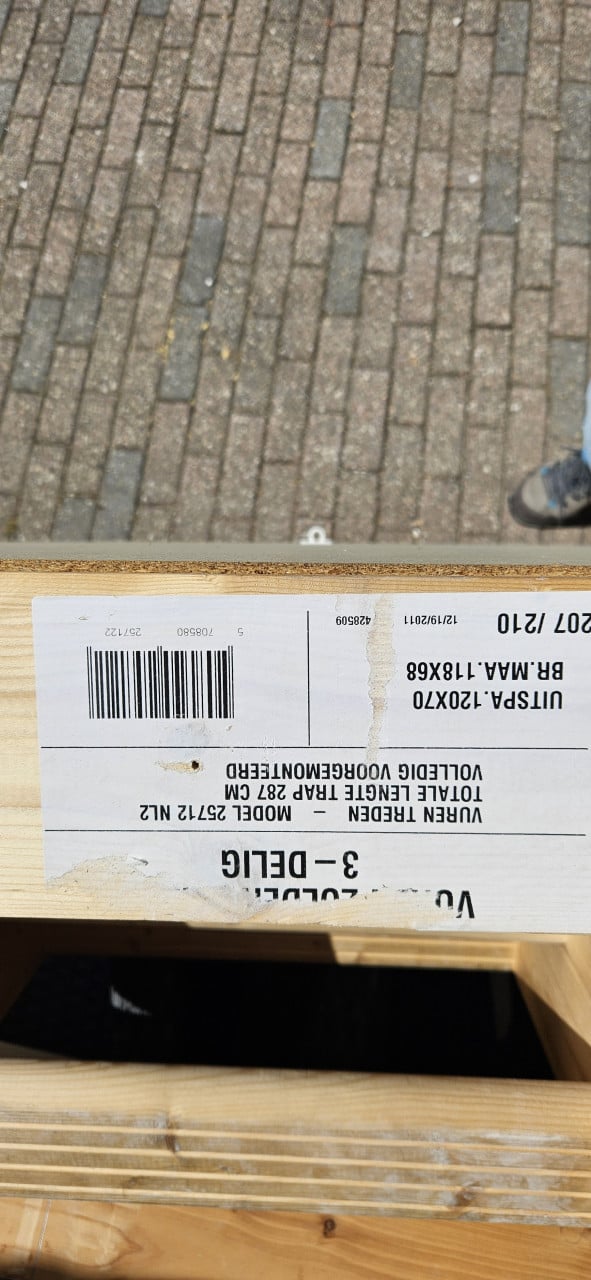 3 – DELIG
VUREN TREDEN – MODEL 25712 NL2
TOTALE LENGTE TRAP 287 CM
VOLLEDIG VOORGEMONTEERD
UITSPA.120X70
BR.MAA.118X68
207 /210 12/19/2011 428509
5 708580 257122